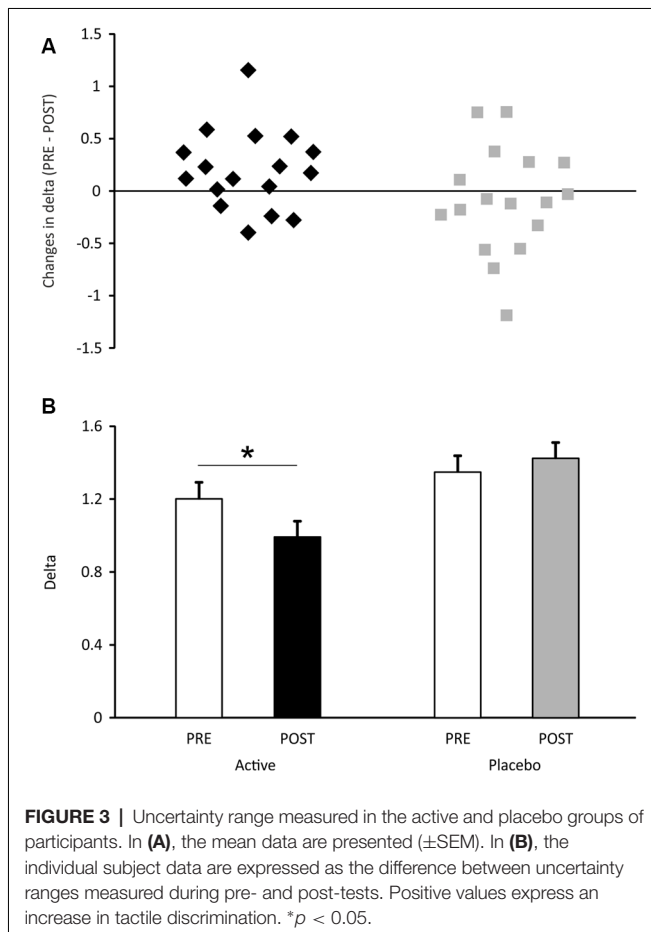 A
1.5
1
0.5
0
-0.5
-1
-1.5
Changes in delta (PRE - POST)
B
1.6
1.2
0.8
0.4
0
Delta
*
PRE POST PRE POST
Active Placebo
FIGURE 3 | Uncertainty range measured in the active and placebo groups of
participants. In (A), the mean data are presented (±SEM). In (B), the
individual subject data are expressed as the difference between uncertainty
ranges measured during pre- and post-tests. Positive values express an
increase in tactile discrimination. *p < 0.05.